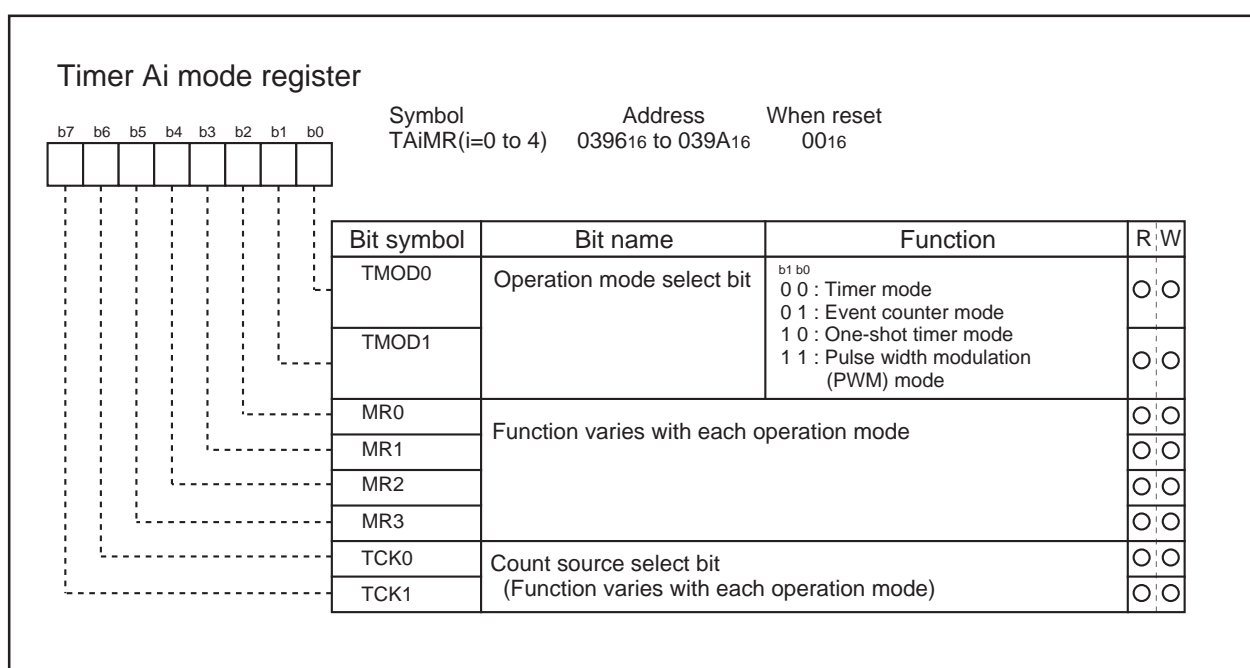 Timer Ai mode register
Symbol Address When reset
TAiMR(i=0 to 4) 039616 to 039A16 0016
b7 b6 b5 b4 b3 b2 b1 b0
Bit symbol Bit name Function R W
TMOD0 Operation mode select bit b1 b0
0 0 : Timer mode
0 1 : Event counter mode
TMOD1 1 0 : One-shot timer mode
1 1 : Pulse width modulation
(PWM) mode
MR0
Function varies with each operation mode
MR1
MR2
MR3
TCK0 Count source select bit
TCK1 (Function varies with each operation mode)